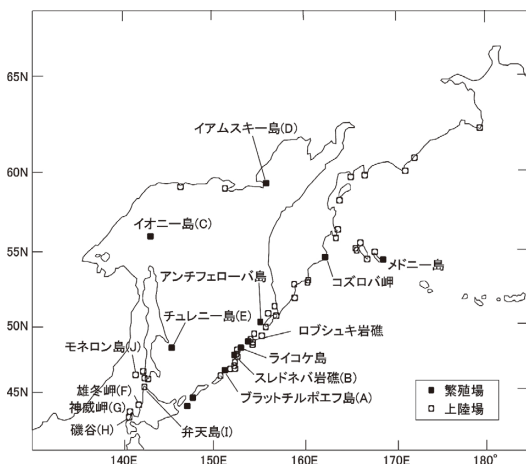 65N
60N
55N
50N
45N
140E
150E
160E
170E
180°
イアムスキー島(D)
イオニー島(C)
アンチフェローバ島
メドニー島
コズロバ岬
チュレニー島(E)
ロブシュキ岩礁
モネロン島(J)
ライコケ島
スレドネバ岩礁(B)
雄冬岬(F)
ブラットチルポエフ島(A)
神威岬(G)
磯谷(H)
弁天島(I)
繁殖場
上陸場